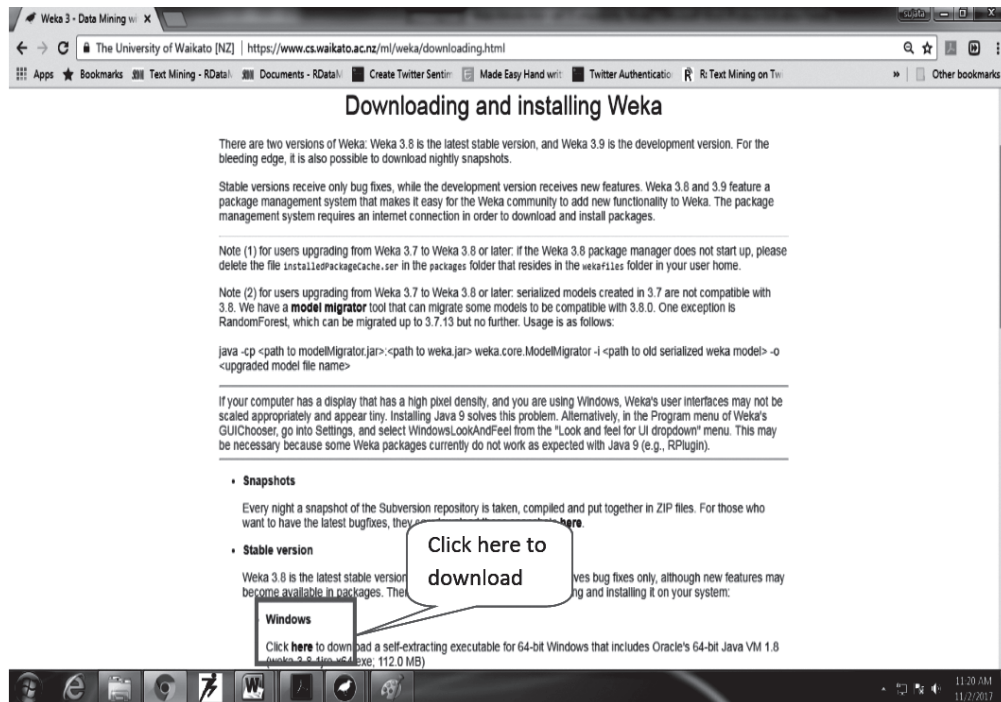 Weka 3 - Data Mining wi
sujata
The University of Waikato [NZ] | https://www.cs.waikato.ac.nz/ml/weka/downloading.html
Apps Bookmarks Text Mining - RData Documents - RData Create Twitter Sentim Made Easy Hand writ Twitter Authenticatio R: Text Mining on Tw » Other bookmarks
Downloading and installing Weka
There are two versions of Weka: Weka 3.8 is the latest stable version, and Weka 3.9 is the development version. For the
bleeding edge, it is also possible to download nightly snapshots.
Stable versions receive only bug fixes, while the development version receives new features. Weka 3.8 and 3.9 feature a
package management system that makes it easy for the Weka community to add new functionality to Weka. The package
management system requires an internet connection in order to download and install packages.
Note (1) for users upgrading from Weka 3.7 to Weka 3.8 or later: if the Weka 3.8 package manager does not start up, please
delete the file installedPackageCache.ser in the packages folder that resides in the wekafiles folder in your user home.
Note (2) for users upgrading from Weka 3.7 to Weka 3.8 or later: serialized models created in 3.7 are not compatible with
3.8. We have a model migrator tool that can migrate some models to be compatible with 3.8.0. One exception is
RandomForest, which can be migrated up to 3.7.13 but no further. Usage is as follows:
java -cp <path to modelMigrator.jar>:<path to weka.jar> weka.core.ModelMigrator -i <path to old serialized weka model> -o
<upgraded model file name>
If your computer has a display that has a high pixel density, and you are using Windows, Weka's user interfaces may not be
scaled appropriately and appear tiny. Installing Java 9 solves this problem. Alternatively, in the Program menu of Weka's
GUIChooser, go into Settings, and select WindowsLookAndFeel from the "Look and feel for UI dropdown" menu. This may
be necessary because some Weka packages currently do not work as expected with Java 9 (e.g., RPlugin).
• Snapshots
Every night a snapshot of the Subversion repository is taken, compiled and put together in ZIP files. For those who
want to have the latest bugfixes, they here.
• Stable version
Click here to
download
Weka 3.8 is the latest stable version ves bug fixes only, although new features may
become available in packages. The ng and installing it on your system:
Windows
Click here to download a self-extracting executable for 64-bit Windows that includes Oracle's 64-bit Java VM 1.8
(weka-3-8-1jre-x64.exe; 112.0 MB)
11:20 AM
11/2/2017